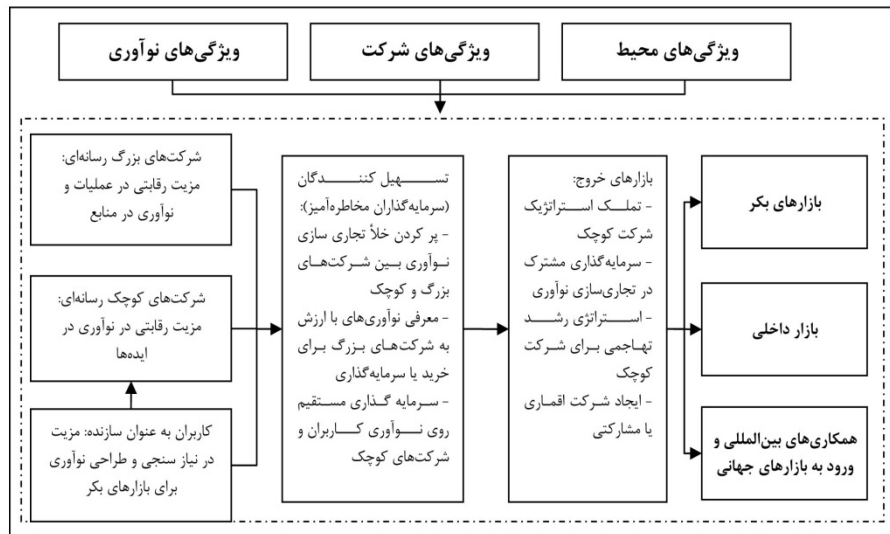 ویژگی‌های محیط
ویژگی‌های شرکت
ویژگی‌های نوآوری
شرکت‌های بزرگ رسانه‌ای:
مزیت رقابتی در عملیات و
نوآوری در منابع
شرکت‌های کوچک رسانه‌ای:
مزیت رقابتی در نوآوری در
ایده‌ها
کاربران به عنوان سازنده: مزیت
در نیاز سنجی و طراحی نوآوری
برای بازارهای بکر
تسهیل کنندگان
(سرمایه‌گذاران مخاطره‌آمیز):
- پر کردن خلأ تجاری سازی
نوآوری بین شرکت‌های
بزرگ و کوچک
- معرفی نوآوری‌های با ارزش
به شرکت‌های بزرگ برای
خرید یا سرمایه‌گذاری
- سرمایه گذاری مستقیم
روی نوآوری کاربران و
شرکت‌های کوچک
بازارهای خروج:
- تملک استراتژیک
شرکت کوچک
- سرمایه‌گذاری مشترک
در تجاری‌سازی نوآوری
- استراتژی رشد
تهاجمی برای شرکت
کوچک
- ایجاد شرکت اقماری
یا مشارکتی
بازارهای بکر
بازار داخلی
همکاری‌های بین‌المللی و
ورود به بازارهای جهانی